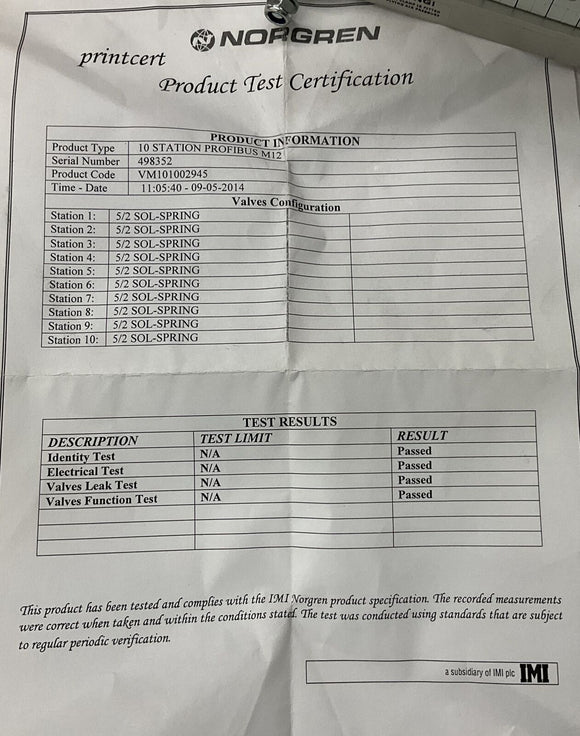 NORGREN
printcert
Product Test Certification
PRODUCT INFORMATION
Product Type 10 STATION PROFIBUS M12
Serial Number 498352
Product Code VM101002945
Time - Date 11:05:40 - 09-05-2014
Valves Configuration
Station 1: 5/2 SOL-SPRING
Station 2: 5/2 SOL-SPRING
Station 3: 5/2 SOL-SPRING
Station 4: 5/2 SOL-SPRING
Station 5: 5/2 SOL-SPRING
Station 6: 5/2 SOL-SPRING
Station 7: 5/2 SOL-SPRING
Station 8: 5/2 SOL-SPRING
Station 9: 5/2 SOL-SPRING
Station 10: 5/2 SOL-SPRING
TEST RESULTS
DESCRIPTION TEST LIMIT RESULT
Identity Test N/A Passed
Electrical Test N/A Passed
Valves Leak Test N/A Passed
Valves Function Test N/A Passed
This product has been tested and complies with the IMI Norgren product specification. The recorded measurements
were correct when taken and within the conditions stated. The test was conducted using standards that are subject
to regular periodic verification.
a subsidiary of IMI plc IMI